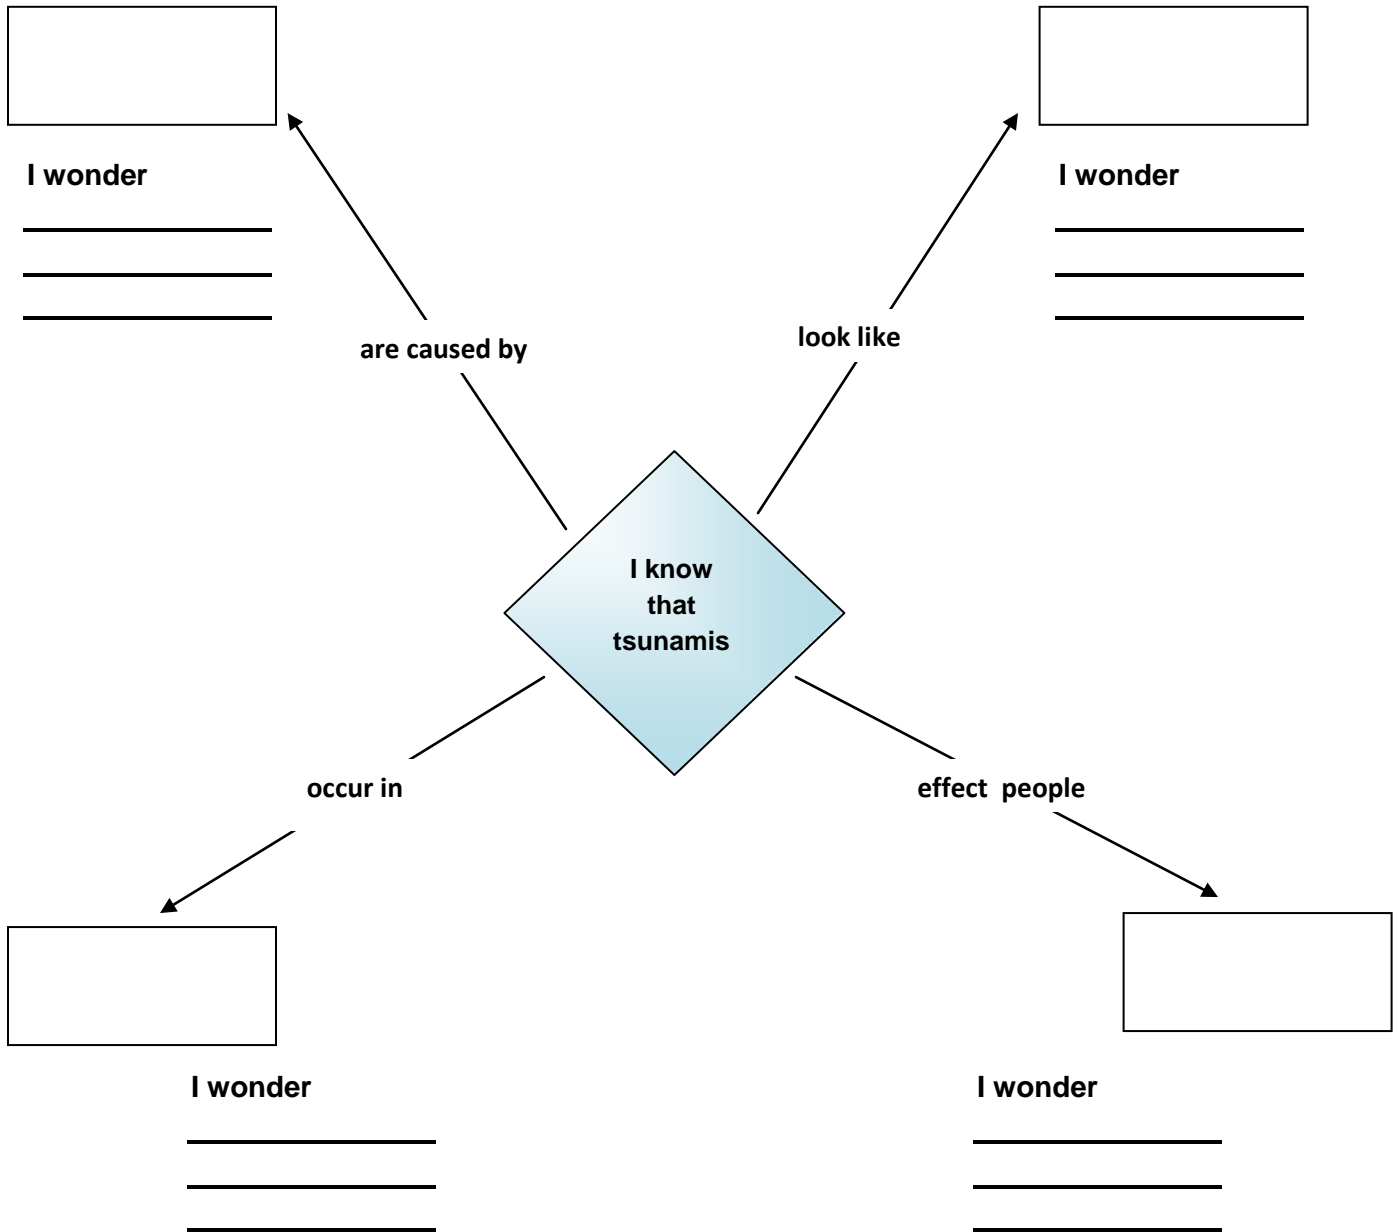 I wonder
I wonder
are caused by
look like
I know
that
tsunamis
occur in
effect  people
I wonder
I wonder